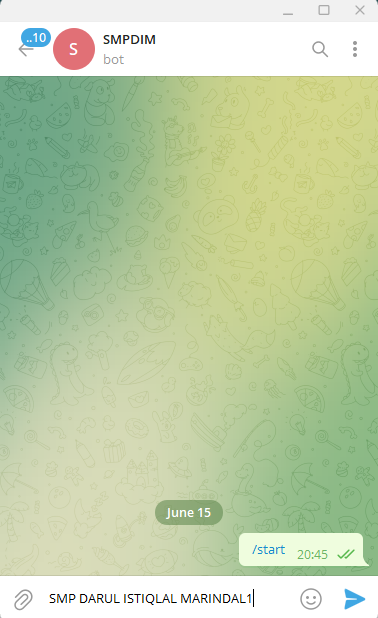 ..10
S
SMPDIM
bot
June 15
/start 20:45
SMP DARUL ISTIQLAL MARINDAL1